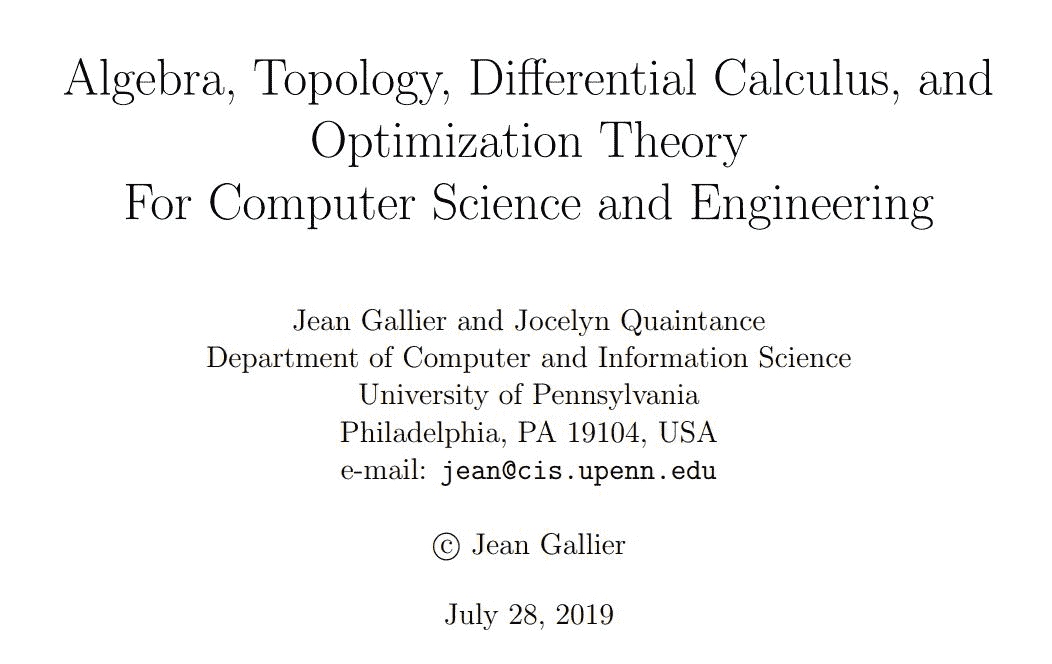 Algebra, Topology, Differential Calculus, and
Optimization Theory
For Computer Science and Engineering
Jean Gallier and Jocelyn Quaintance
Department of Computer and Information Science
University of Pennsylvania
Philadelphia, PA 19104, USA
e-mail: jean@cis.upenn.edu
© Jean Gallier
July 28, 2019